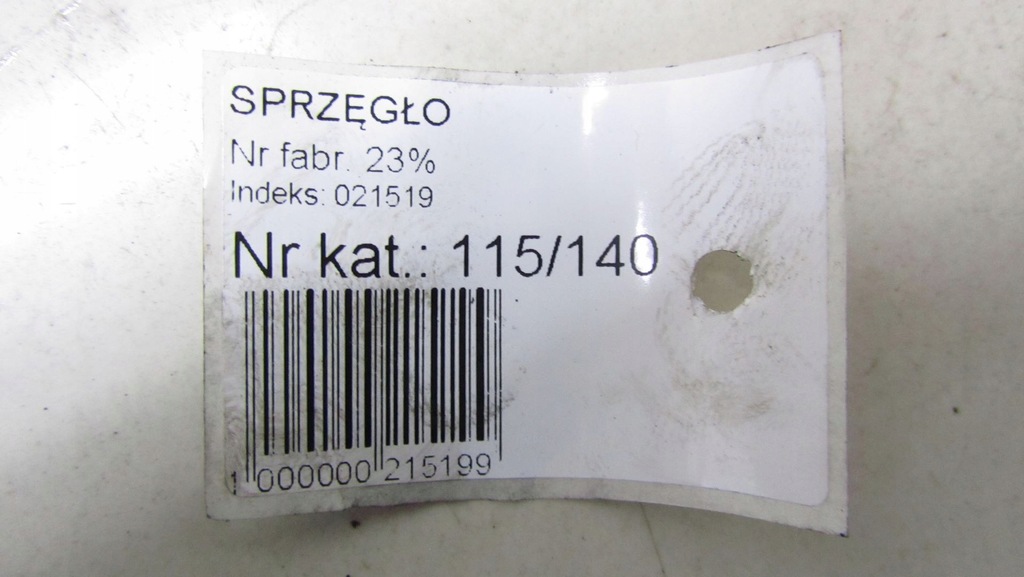 SPRZĘGŁO
Nr fabr. 23%
Indeks: 021519
Nr kat.: 115/140
1 000000 215199